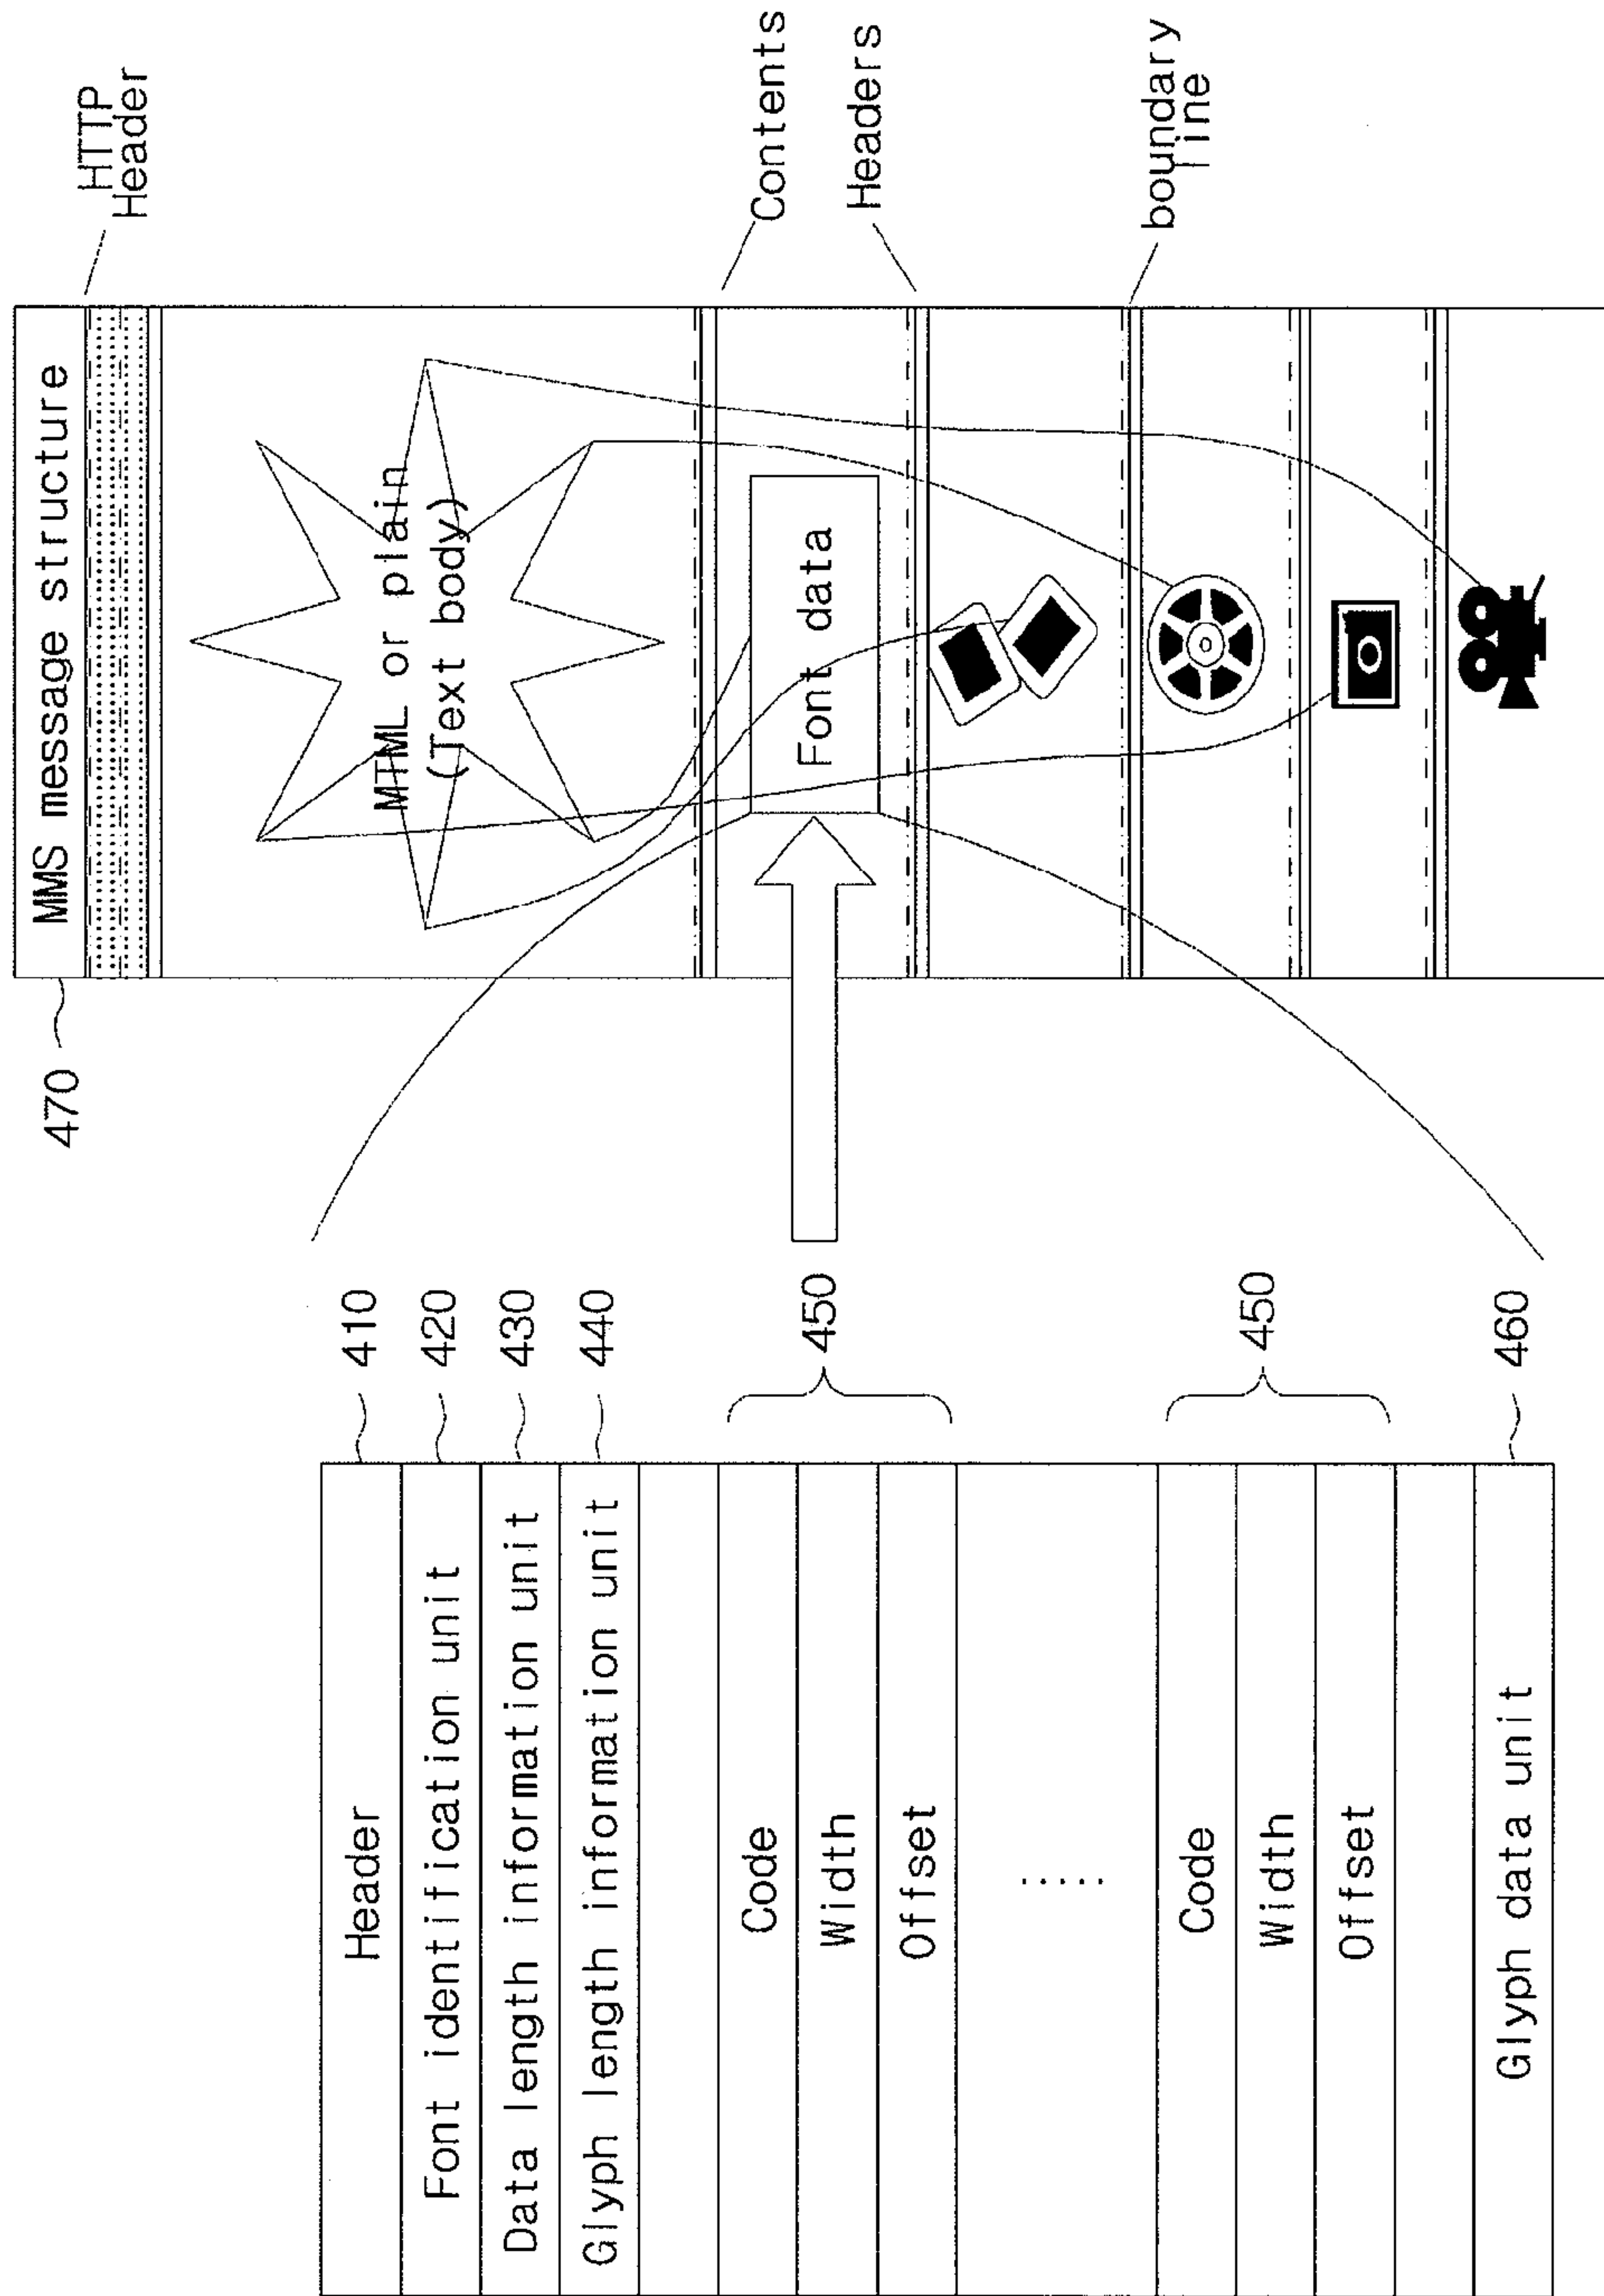 Header
410
Font identification unit
420
Data length information unit
430
Glyph length information unit
440
Code
Width
Offset
450
.....
Code
Width
Offset
450
Glyph data unit
460
470
MMS message structure
HTTP
Header
MTML or plain
(Text body)
Contents
Font data
Headers
boundary
line